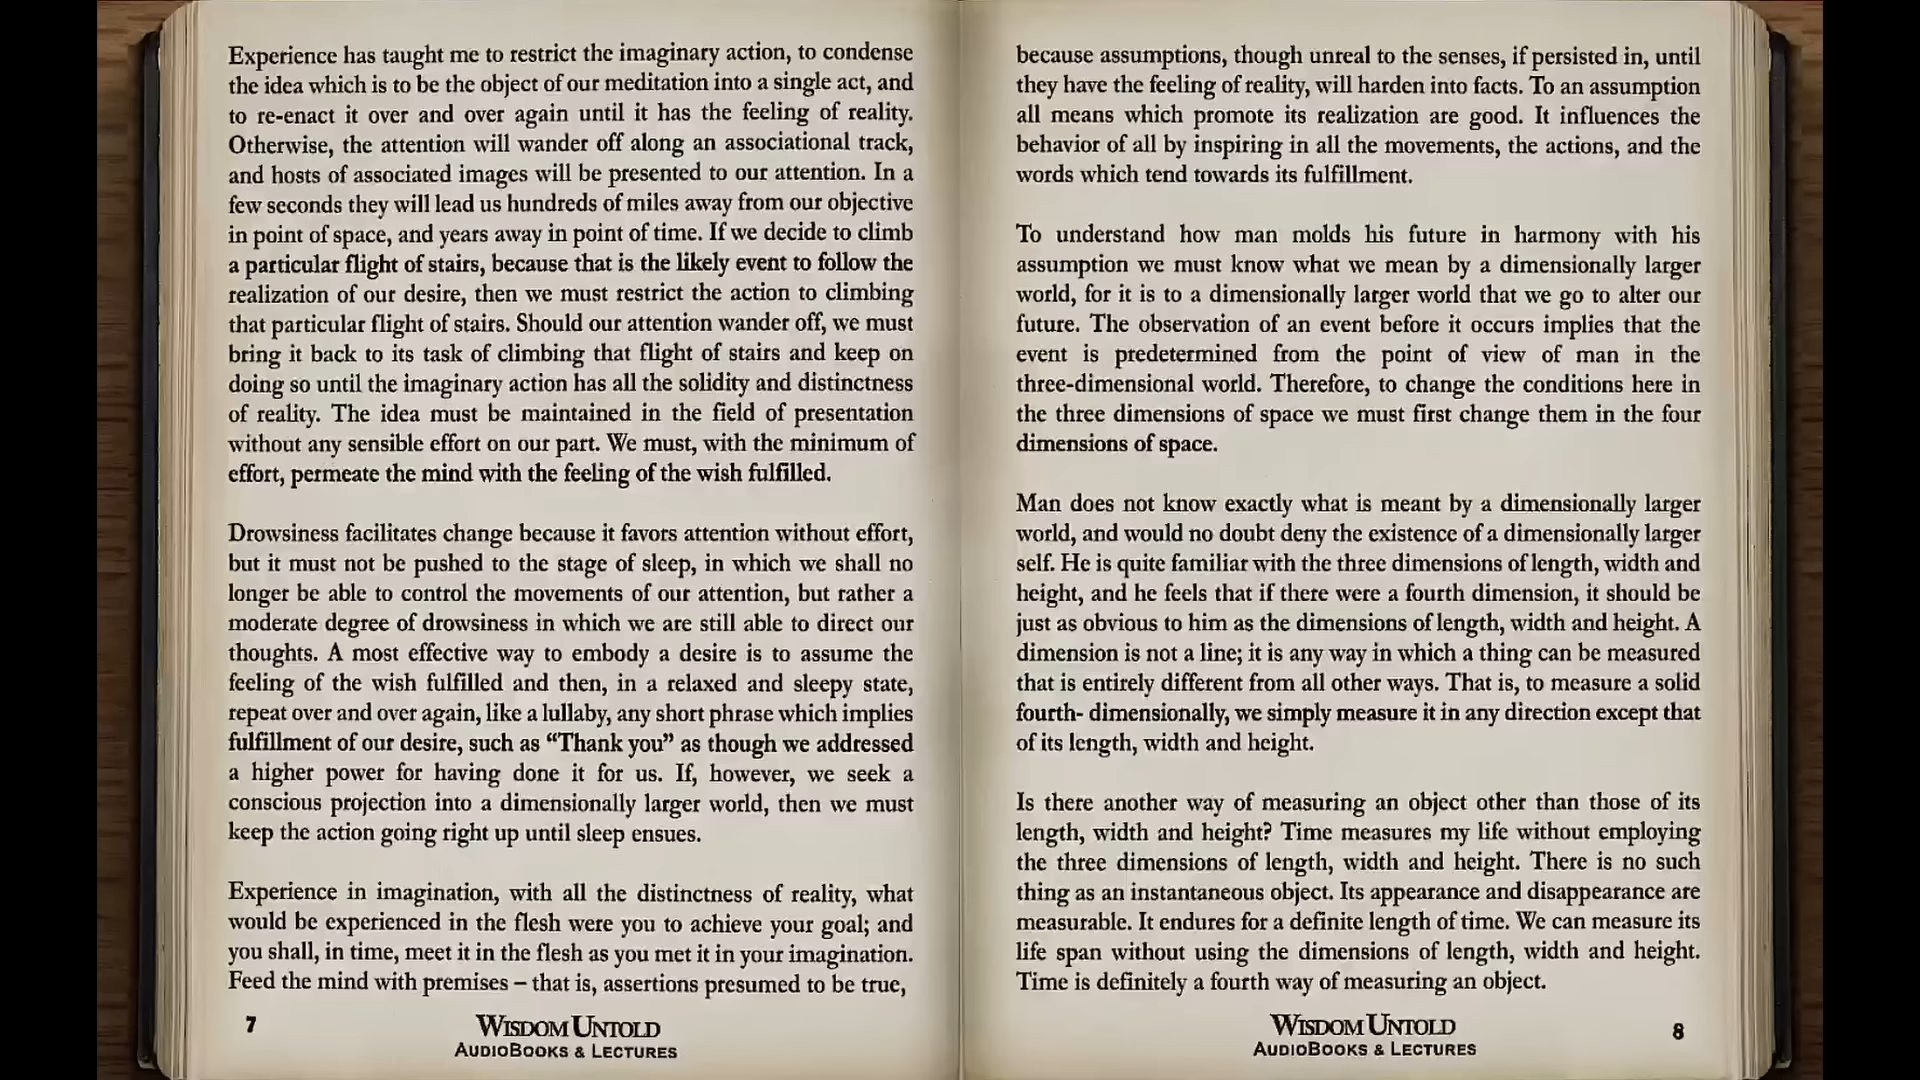 Experience has taught me to restrict the imaginary action, to condense
the idea which is to be the object of our meditation into a single act, and
to re-enact it over and over again until it has the feeling of reality.
Otherwise, the attention will wander off along an associational track,
and hosts of associated images will be presented to our attention. In a
few seconds they will lead us hundreds of miles away from our objective
in point of space, and years away in point of time. If we decide to climb
a particular flight of stairs, because that is the likely event to follow the
realization of our desire, then we must restrict the action to climbing
that particular flight of stairs. Should our attention wander off, we must
bring it back to its task of climbing that flight of stairs and keep on
doing so until the imaginary action has all the solidity and distinctness
of reality. The idea must be maintained in the field of presentation
without any sensible effort on our part. We must, with the minimum of
effort, permeate the mind with the feeling of the wish fulfilled.
Drowsiness facilitates change because it favors attention without effort,
but it must not be pushed to the stage of sleep, in which we shall no
longer be able to control the movements of our attention, but rather a
moderate degree of drowsiness in which we are still able to direct our
thoughts. A most effective way to embody a desire is to assume the
feeling of the wish fulfilled and then, in a relaxed and sleepy state,
repeat over and over again, like a lullaby, any short phrase which implies
fulfillment of our desire, such as “Thank you” as though we addressed
a higher power for having done it for us. If, however, we seek a
conscious projection into a dimensionally larger world, then we must
keep the action going right up until sleep ensues.
Experience in imagination, with all the distinctness of reality, what
would be experienced in the flesh were you to achieve your goal; and
you shall, in time, meet it in the flesh as you met it in your imagination.
Feed the mind with premises – that is, assertions presumed to be true,
7
WISDOM UNTOLD
AUDIOBOOKS & LECTURES
because assumptions, though unreal to the senses, if persisted in, until
they have the feeling of reality, will harden into facts. To an assumption
all means which promote its realization are good. It influences the
behavior of all by inspiring in all the movements, the actions, and the
words which tend towards its fulfillment.
To understand how man molds his future in harmony with his
assumption we must know what we mean by a dimensionally larger
world, for it is to a dimensionally larger world that we go to alter our
future. The observation of an event before it occurs implies that the
event is predetermined from the point of view of man in the
three-dimensional world. Therefore, to change the conditions here in
the three dimensions of space we must first change them in the four
dimensions of space.
Man does not know exactly what is meant by a dimensionally larger
world, and would no doubt deny the existence of a dimensionally larger
self. He is quite familiar with the three dimensions of length, width and
height, and he feels that if there were a fourth dimension, it should be
just as obvious to him as the dimensions of length, width and height. A
dimension is not a line; it is any way in which a thing can be measured
that is entirely different from all other ways. That is, to measure a solid
fourth- dimensionally, we simply measure it in any direction except that
of its length, width and height.
Is there another way of measuring an object other than those of its
length, width and height? Time measures my life without employing
the three dimensions of length, width and height. There is no such
thing as an instantaneous object. Its appearance and disappearance are
measurable. It endures for a definite length of time. We can measure its
life span without using the dimensions of length, width and height.
Time is definitely a fourth way of measuring an object.
WISDOM UNTOLD
AUDIOBOOKS & LECTURES
8